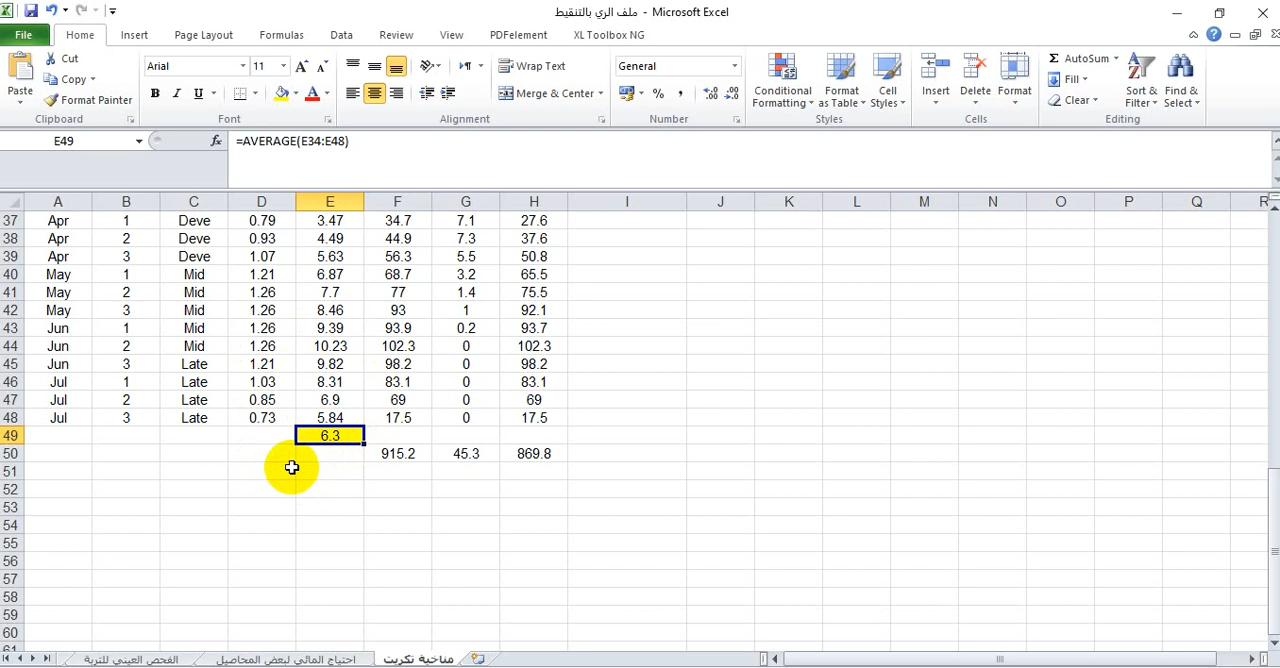 ملف الري بالتنقيط - Microsoft Excel
File Home Insert Page Layout Formulas Data Review View PDFelement XL Toolbox NG
Paste
Cut
Copy
Format Painter
Clipboard
Arial 11
B I U
Font
Wrap Text
Merge & Center
Alignment
General
% ,
Number
Conditional Formatting
Format as Table
Cell Styles
Styles
Insert Delete Format
Cells
Σ AutoSum
Fill
Clear
Sort & Filter
Find & Select
Editing
E49 fx =AVERAGE(E34:E48)
A B C D E F G H I J K L M N O P Q R
37 Apr 1 Deve 0.79 3.47 34.7 7.1 27.6
38 Apr 2 Deve 0.93 4.49 44.9 7.3 37.6
39 Apr 3 Deve 1.07 5.63 56.3 5.5 50.8
40 May 1 Mid 1.21 6.87 68.7 3.2 65.5
41 May 2 Mid 1.26 7.7 77 1.4 75.5
42 May 3 Mid 1.26 8.46 93 1 92.1
43 Jun 1 Mid 1.26 9.39 93.9 0.2 93.7
44 Jun 2 Mid 1.26 10.23 102.3 0 102.3
45 Jun 3 Late 1.21 9.82 98.2 0 98.2
46 Jul 1 Late 1.03 8.31 83.1 0 83.1
47 Jul 2 Late 0.85 6.9 69 0 69
48 Jul 3 Late 0.73 5.84 17.5 0 17.5
49 6.3
50 915.2 45.3 869.8
51
52
53
54
55
56
57
58
59
60
61
الفحص العيني للتربة احتياج المائي لبعض المحاصيل مناخية تكريت